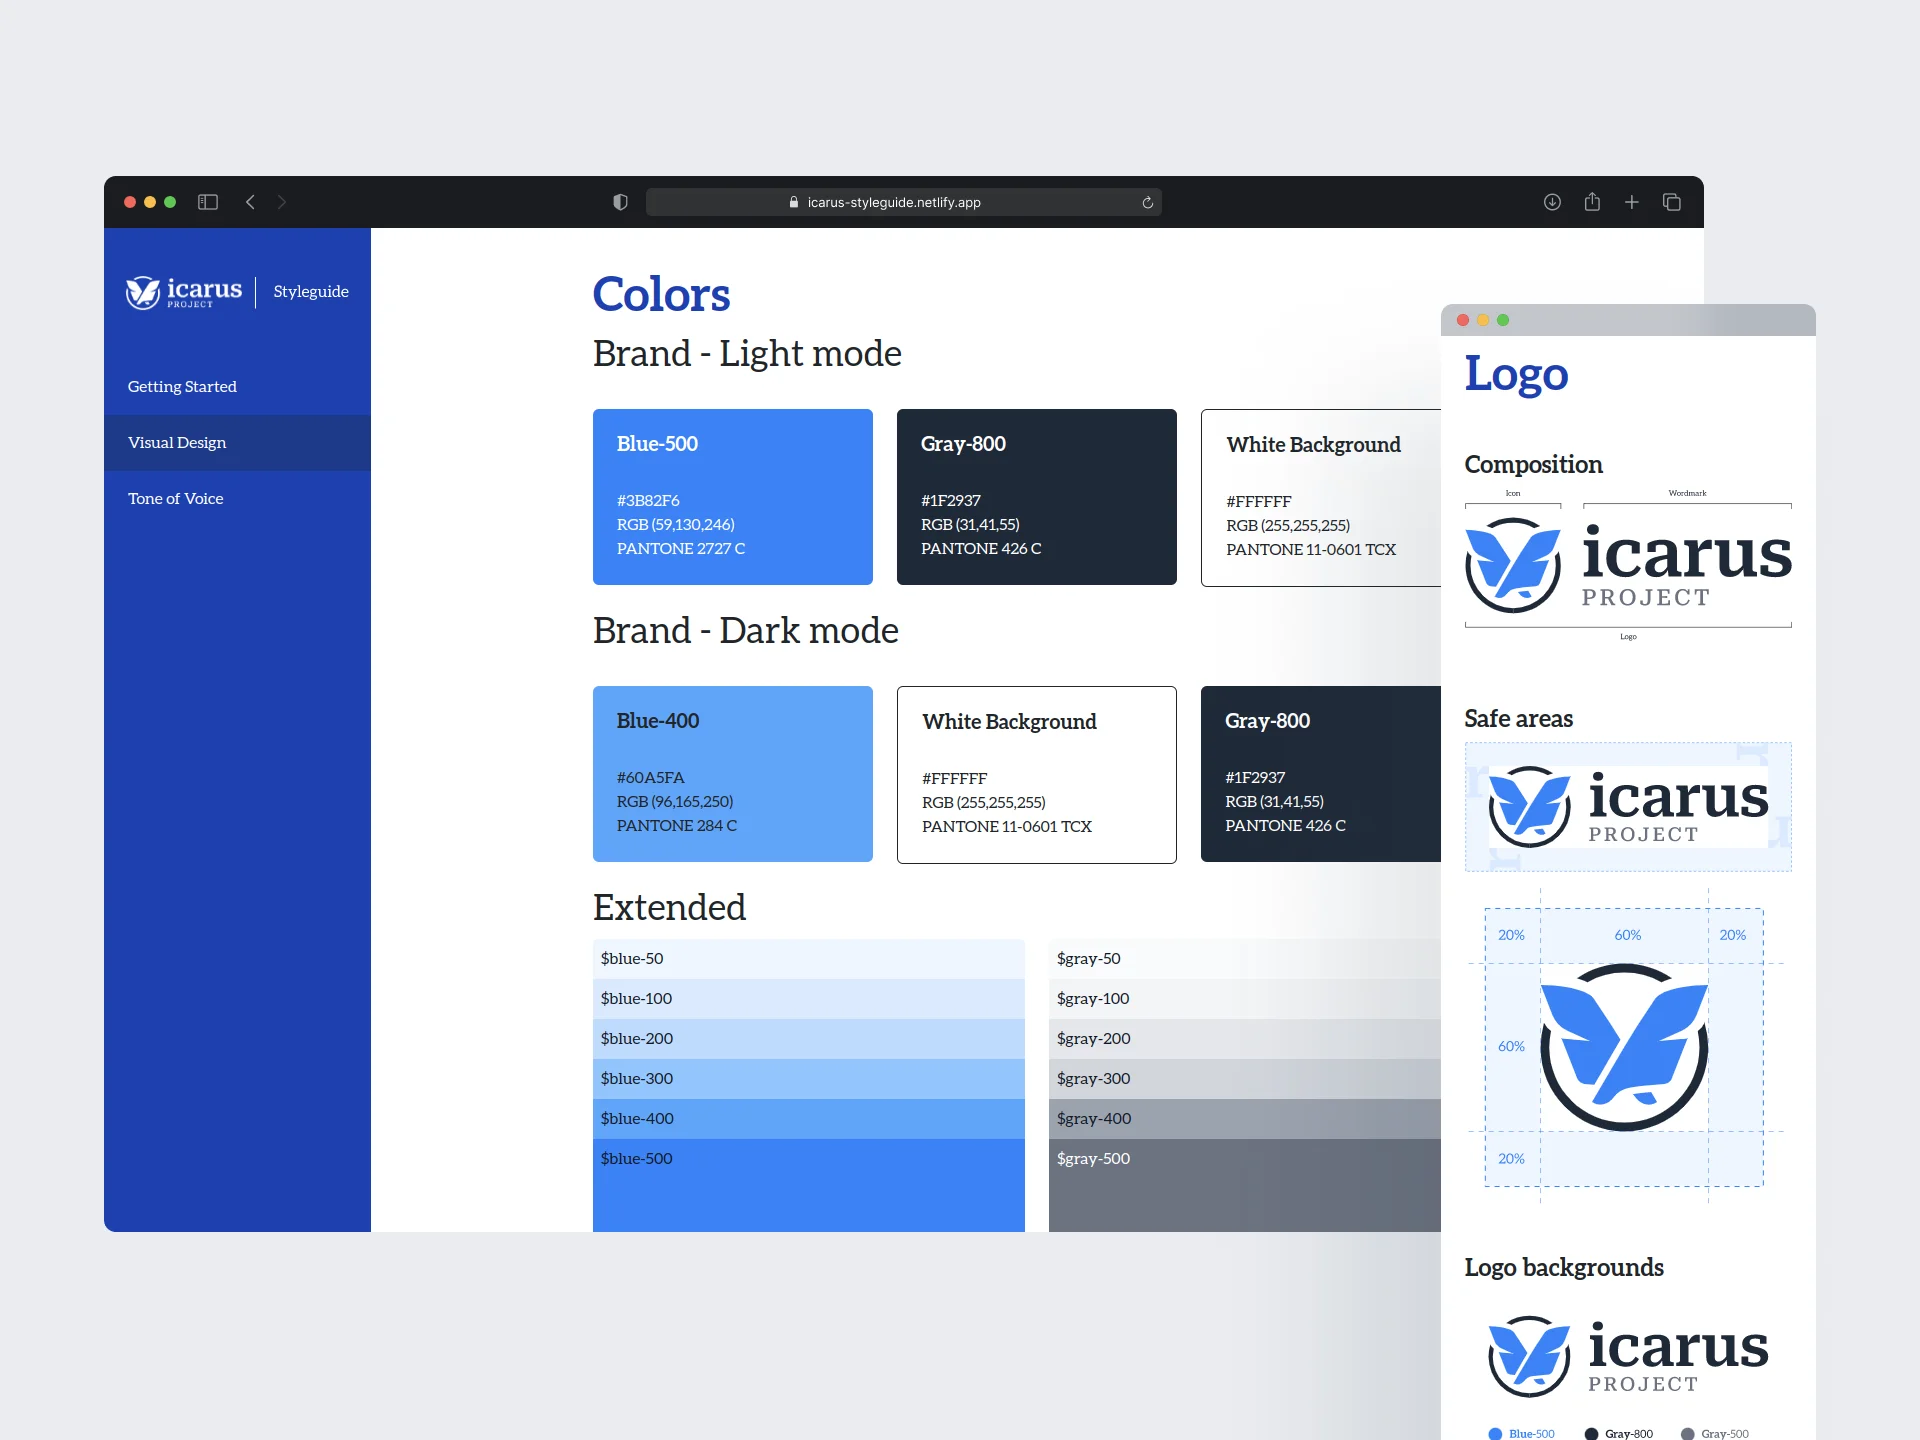 icarus-styleguide.netlify.app
icarus
PROJECT
Styleguide
Getting Started
Visual Design
Tone of Voice
Colors
Brand - Light mode
Blue-500
#3B82F6
RGB (59,130,246)
PANTONE 2727 C
Gray-800
#1F2937
RGB (31,41,55)
PANTONE 426 C
White Background
#FFFFFF
RGB (255,255,255)
PANTONE 11-0601 TCX
Brand - Dark mode
Blue-400
#60A5FA
RGB (96,165,250)
PANTONE 284 C
White Background
#FFFFFF
RGB (255,255,255)
PANTONE 11-0601 TCX
Gray-800
#1F2937
RGB (31,41,55)
PANTONE 426 C
Extended
$blue-50
$blue-100
$blue-200
$blue-300
$blue-400
$blue-500
$gray-50
$gray-100
$gray-200
$gray-300
$gray-400
$gray-500
Logo
Composition
Icon
Wordmark
icarus
PROJECT
Logo
Safe areas
r
r
icarus
PROJECT
u
r
20%
60%
20%
60%
20%
Logo backgrounds
icarus
PROJECT
Blue-500
Gray-800
Gray-500